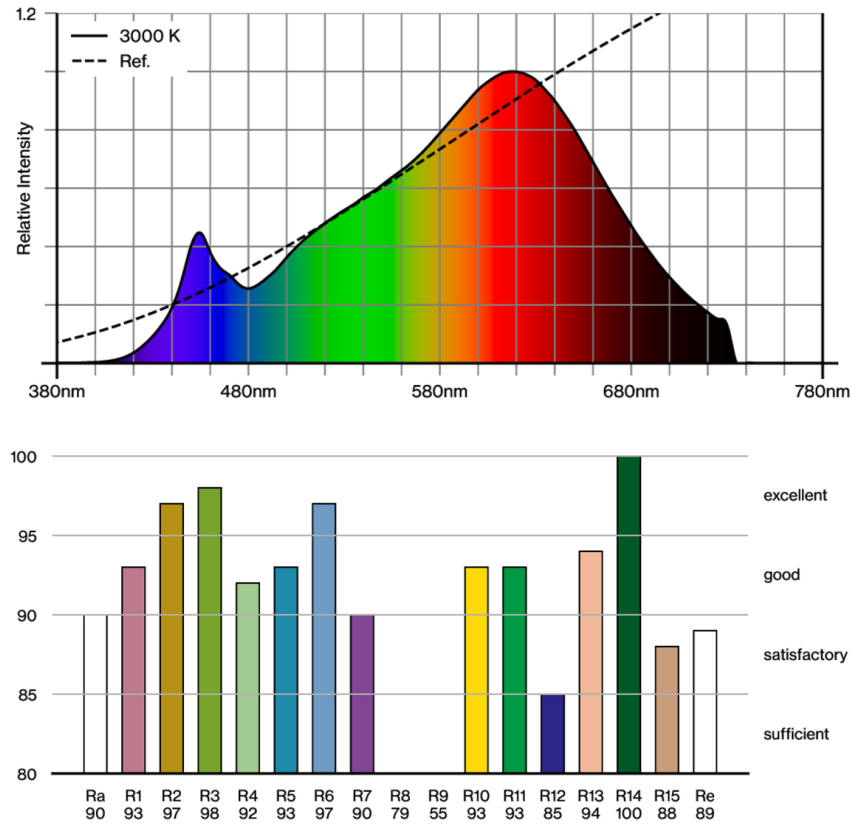 1.2
3000 K
Ref.
Relative Intensity
380nm 480nm 580nm 680nm 780nm
100
excellent
95
good
90
satisfactory
85
sufficient
80
Ra R1 R2 R3 R4 R5 R6 R7 R8 R9 R10 R11 R12 R13 R14 R15 Re
90 93 97 98 92 93 97 90 79 55 93 93 85 94 100 88 89